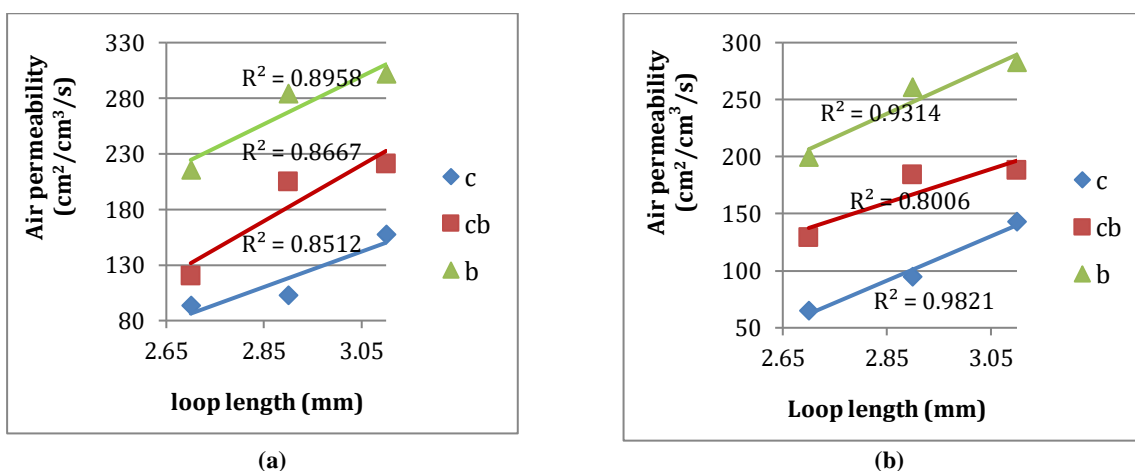 Air permeability
(cm²/cm³/s)
330
280
230
180
130
80
R² = 0.8958
R² = 0.8667
R² = 0.8512
2.65 2.85 3.05
loop length (mm)
c
cb
b
(a)
Air permeability
(cm²/cm³/s)
300
250
200
150
100
50
R² = 0.9314
R² = 0.8006
R² = 0.9821
2.65 2.85 3.05
Loop length (mm)
c
cb
b
(b)